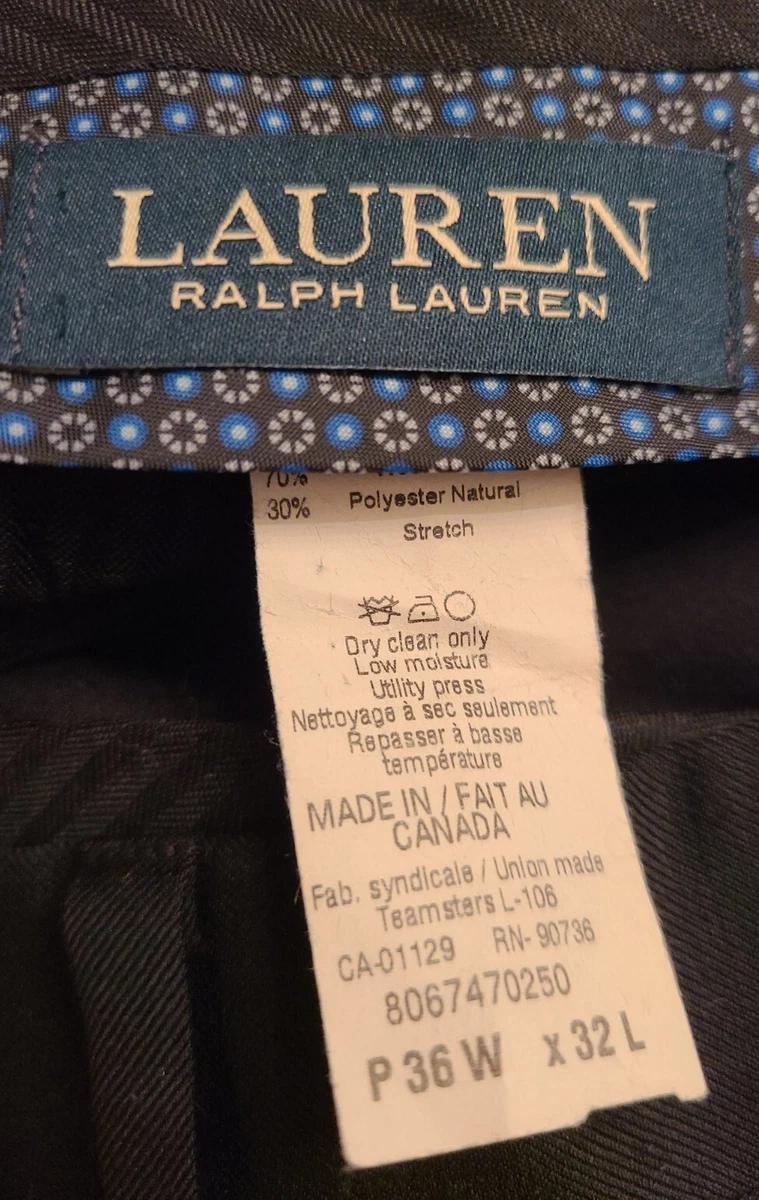 LAUREN
RALPH LAUREN
70%
30% Polyester Natural
Stretch
Dry clean only
Low moisture
Utility press
Nettoyage à sec seulement
Repasser à basse
température
MADE IN / FAIT AU
CANADA
Fab. syndicale / Union made
Teamsters L-106
CA-01129 RN- 90736
8067470250
P 36 W x 32 L